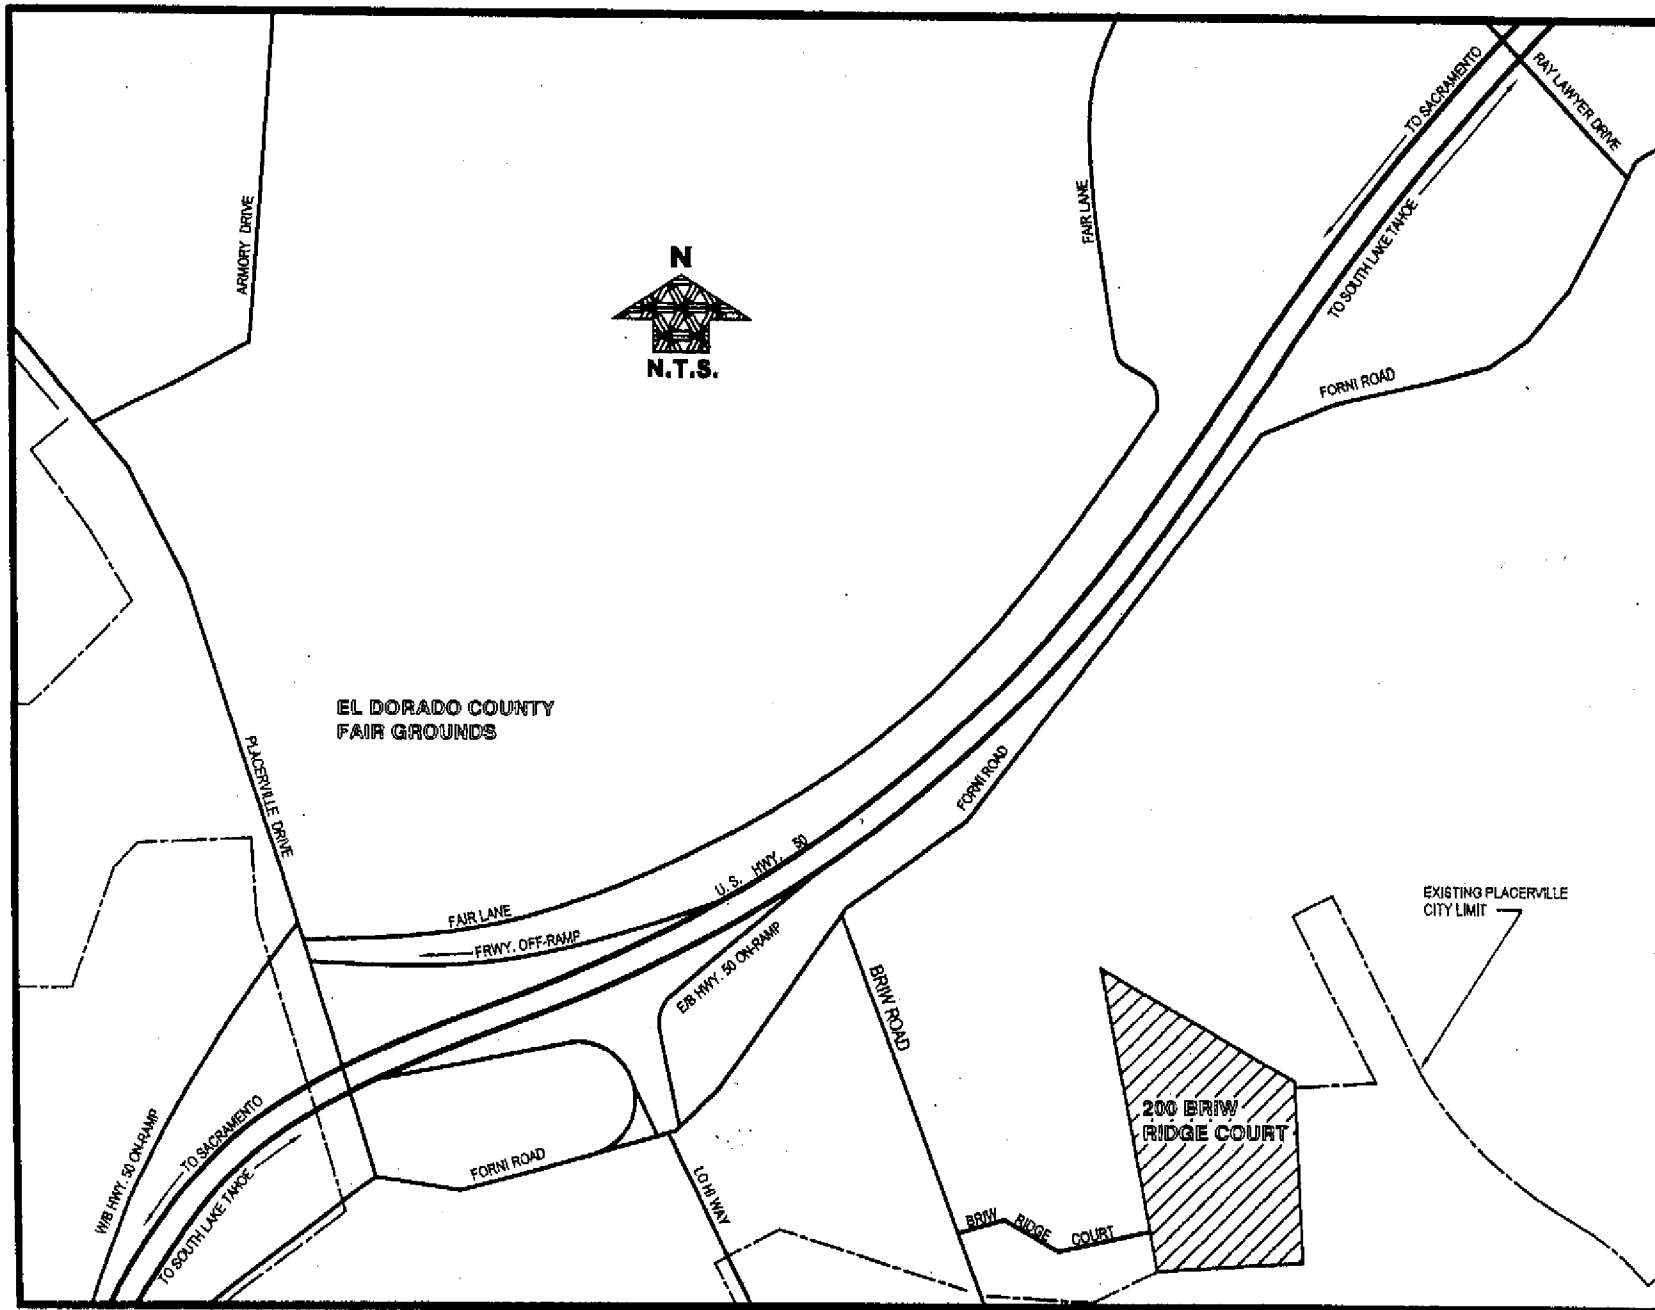 TO SACRAMENTO
RAY LAWYER DRIVE
ARMORY DRIVE
FAIR LANE
TO SOUTH LAKE TAHOE
N
N.T.S.
FORNI ROAD
EL DORADO COUNTY
FAIR GROUNDS
PLACERVILLE DRIVE
FORNI ROAD
U.S. HWY. 50
FAIR LANE
FRWY. OFF-RAMP
E/B HWY. 50 ON-RAMP
BRIW ROAD
EXISTING PLACERVILLE
CITY LIMIT
200 BRIW
RIDGE COURT
W/B HWY. 50 ON-RAMP
TO SACRAMENTO
TO SOUTH LAKE TAHOE
FORNI ROAD
LO HI WAY
BRIW RIDGE COURT